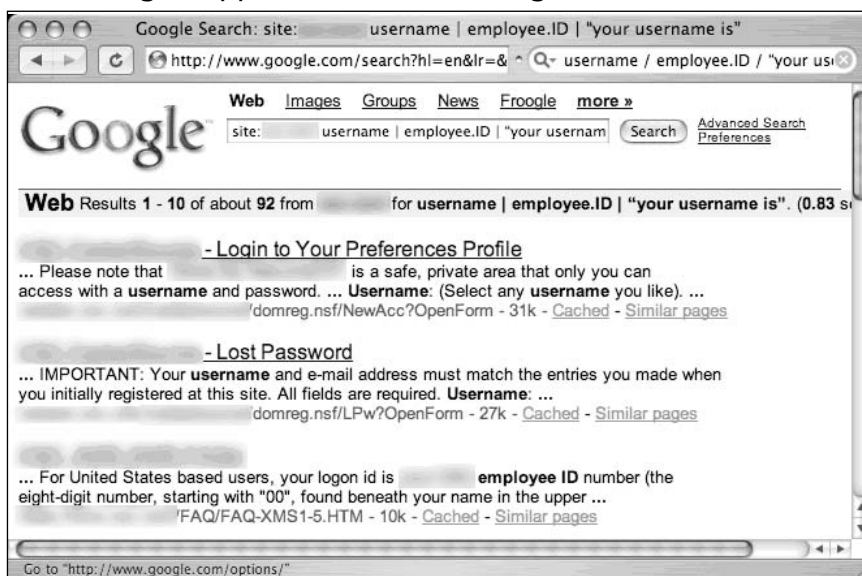 Google Search: site: username | employee.ID | "your username is"
http://www.google.com/search?hl=en&lr=& username / employee.ID / "your use
Web Images Groups News Froogle more »
Google
site: username | employee.ID | "your usernam Search Advanced Search
Preferences
Web Results 1 - 10 of about 92 from for username | employee.ID | "your username is". (0.83 s
- Login to Your Preferences Profile
... Please note that is a safe, private area that only you can
access with a username and password. ... Username: (Select any username you like). ...
/domreg.nsf/NewAcc?OpenForm - 31k - Cached - Similar pages
- Lost Password
... IMPORTANT: Your username and e-mail address must match the entries you made when
you initially registered at this site. All fields are required. Username: ...
/domreg.nsf/LPw?OpenForm - 27k - Cached - Similar pages
... For United States based users, your logon id is employee ID number (the
eight-digit number, starting with "00", found beneath your name in the upper ...
/FAQ/FAQ-XMS1-5.HTM - 10k - Cached - Similar pages
Go to "http://www.google.com/options/"